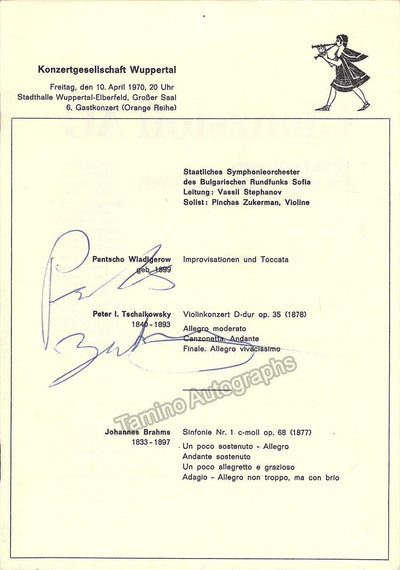 Konzertgesellschaft Wuppertal
Freitag, den 10. April 1970, 20 Uhr
Stadthalle Wuppertal-Elberfeld, Großer Saal
6. Gastkonzert (Orange Reihe)
Staatliches Symphonieorchester
des Bulgarischen Rundfunks Sofia
Leitung: Vassil Stephanov
Solist: Pinchas Zukerman, Violine
Pantscho Wladigerow Improvisationen und Toccata
geb. 1899
Peter I. Tschaikowsky Violinkonzert D-dur op. 35 (1878)
1840-1893 Allegro moderato
Canzonetta. Andante
Finale. Allegro vivacissimo
Tamino Autographs
Johannes Brahms Sinfonie Nr. 1 c-moll op. 68 (1877)
1833-1897 Un poco sostenuto - Allegro
Andante sostenuto
Un poco allegretto e grazioso
Adagio - Allegro non troppo, ma con brio